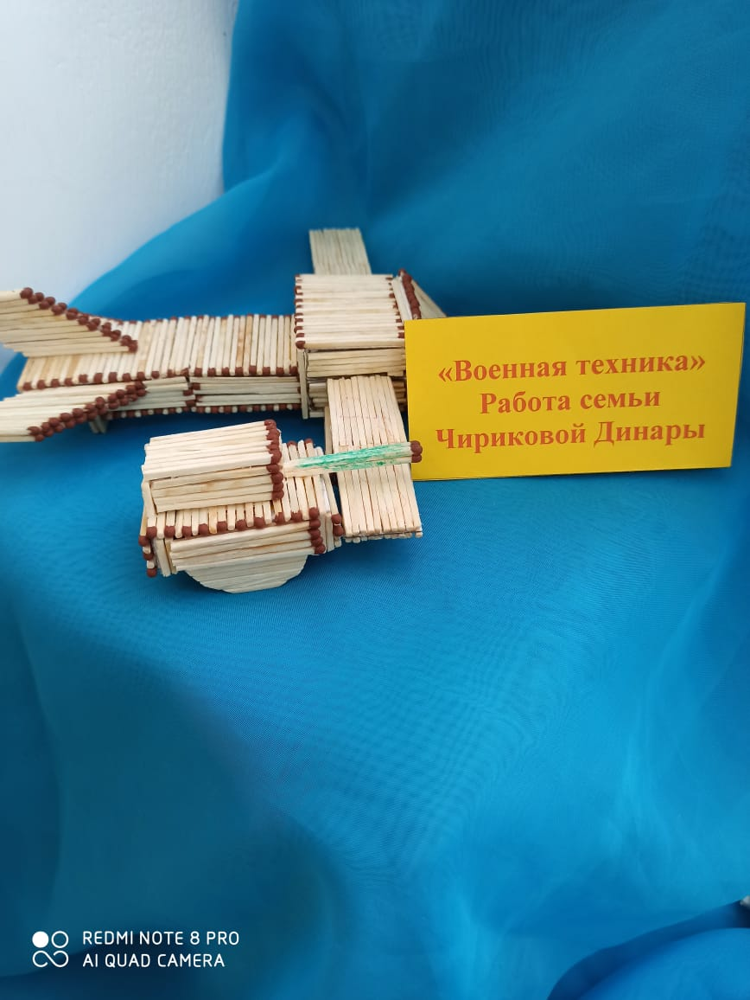 «Военная техника»
Работа семьи
Чириковой Динары
REDMI NOTE 8 PRO
AI QUAD CAMERA